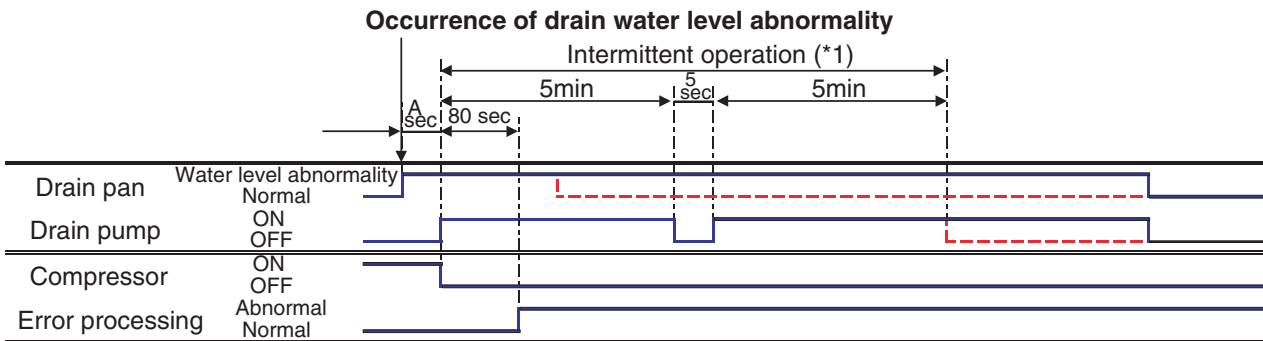 Occurrence of drain water level abnormality
Intermittent operation (*1)
5min
5
sec
5min
A
sec
80 sec
Drain pan
Water level abnormality
Normal
Drain pump
ON
OFF
Compressor
ON
OFF
Error processing
Abnormal
Normal